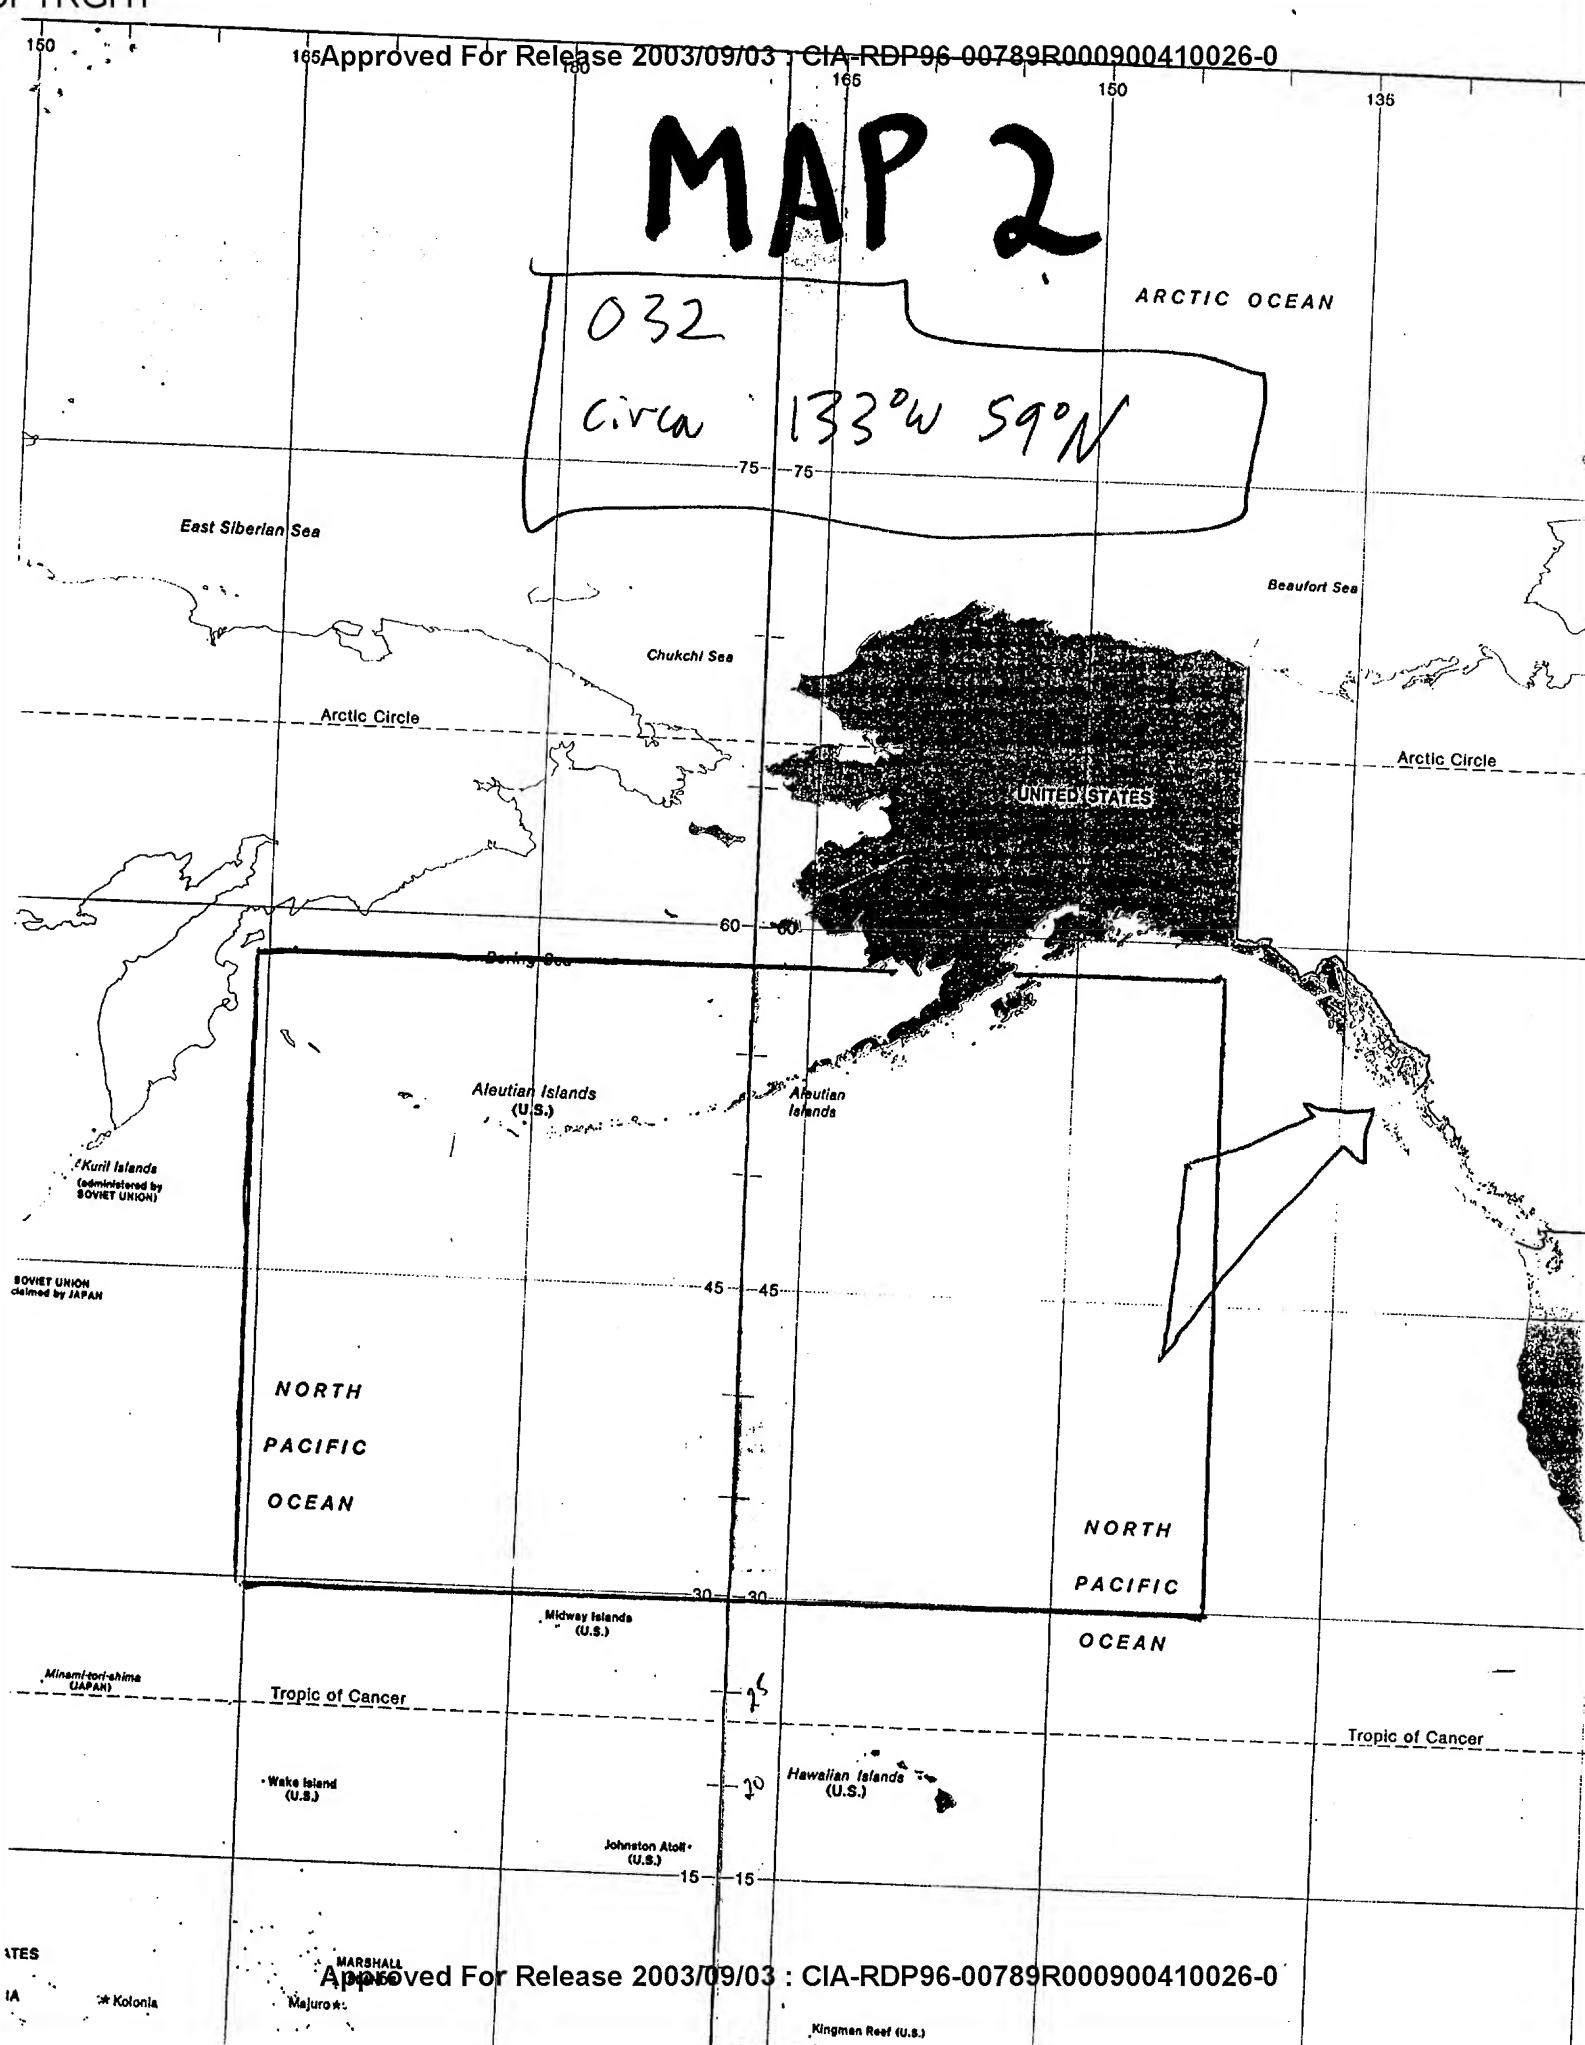 150
165
Approved For Release 2003/09/03 : CIA-RDP96-00789R000900410026-0
180
165
150
135
MAP 2
ARCTIC OCEAN
032
circa 133°W 59°N
75 75
East Siberian Sea
Beaufort Sea
Chukchi Sea
Arctic Circle
Arctic Circle
UNITED STATES
60 60
Bering Sea
Aleutian Islands
(U.S.)
Aleutian
Islands
Kuril Islands
(administered by
SOVIET UNION)
SOVIET UNION
claimed by JAPAN
45 45
NORTH
PACIFIC
OCEAN
NORTH
PACIFIC
OCEAN
30 30
Midway Islands
(U.S.)
Minami-tori-shima
(JAPAN)
Tropic of Cancer
25
Tropic of Cancer
Wake Island
(U.S.)
20
Hawaiian Islands
(U.S.)
Johnston Atoll
(U.S.)
15 15
MARSHALL
Approved For Release 2003/09/03 : CIA-RDP96-00789R000900410026-0
Kolonia
Majuro
Kingman Reef (U.S.)